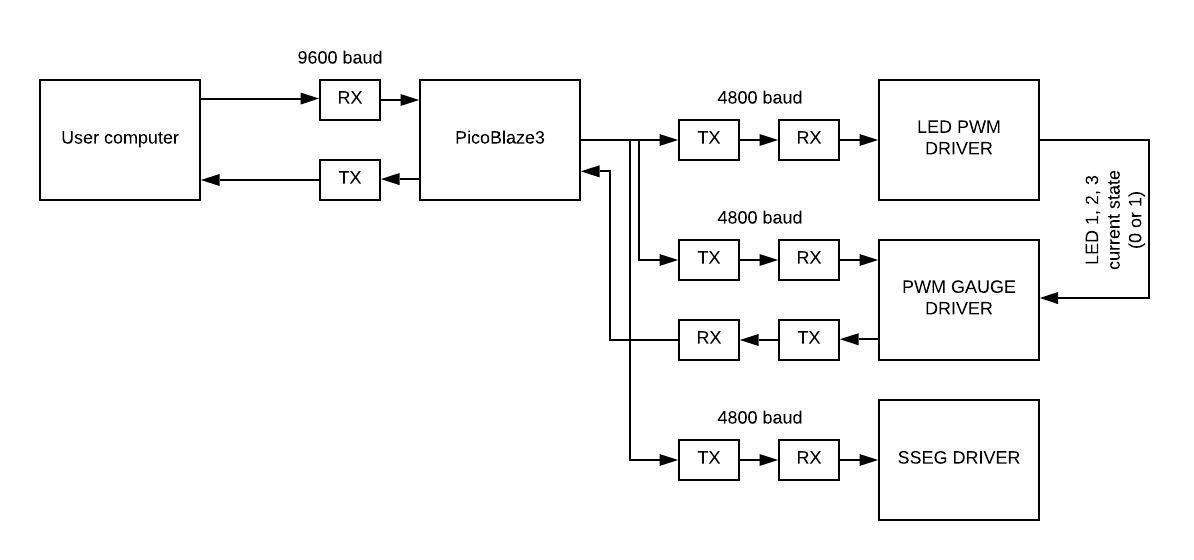 9600 baud
User computer
RX
TX
PicoBlaze3
4800 baud
TX
RX
LED PWM
DRIVER
LED 1, 2, 3
current state
(0 or 1)
4800 baud
TX
RX
PWM GAUGE
DRIVER
RX
TX
4800 baud
TX
RX
SSEG DRIVER